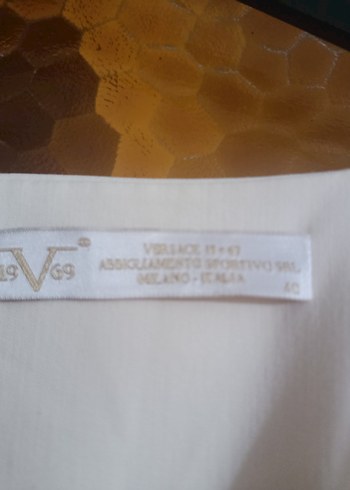 19V69
VERSACE 19•69
ABBIGLIAMENTO SPORTIVO SRL
MILANO - ITALIA
40